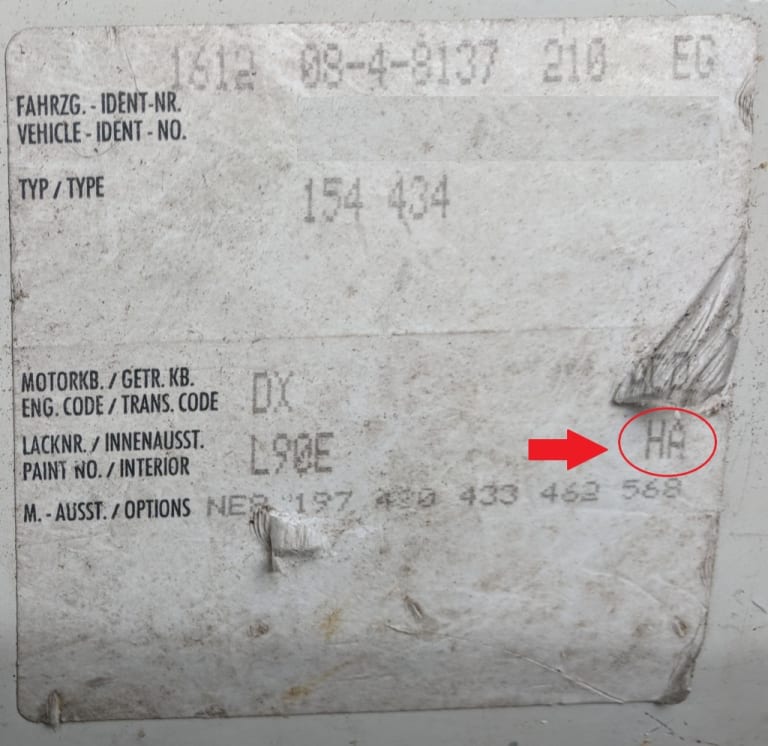 1612 08-4-8137 210 EG
FAHRZG. - IDENT-NR.
VEHICLE - IDENT - NO.
TYP / TYPE 154 434
MOTORKB. / GETR. KB.
ENG. CODE / TRANS. CODE DX
LACKNR. / INNENAUSST.
PAINT NO. / INTERIOR L90E HA
M. - AUSST. / OPTIONS 197 430 433 462 568